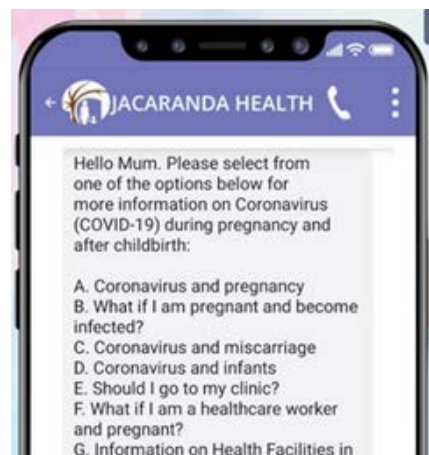 JACARANDA HEALTH
Hello Mum. Please select from
one of the options below for
more information on Coronavirus
(COVID-19) during pregnancy and
after childbirth:
A. Coronavirus and pregnancy
B. What if I am pregnant and become
infected?
C. Coronavirus and miscarriage
D. Coronavirus and infants
E. Should I go to my clinic?
F. What if I am a healthcare worker
and pregnant?
G. Information on Health Facilities in